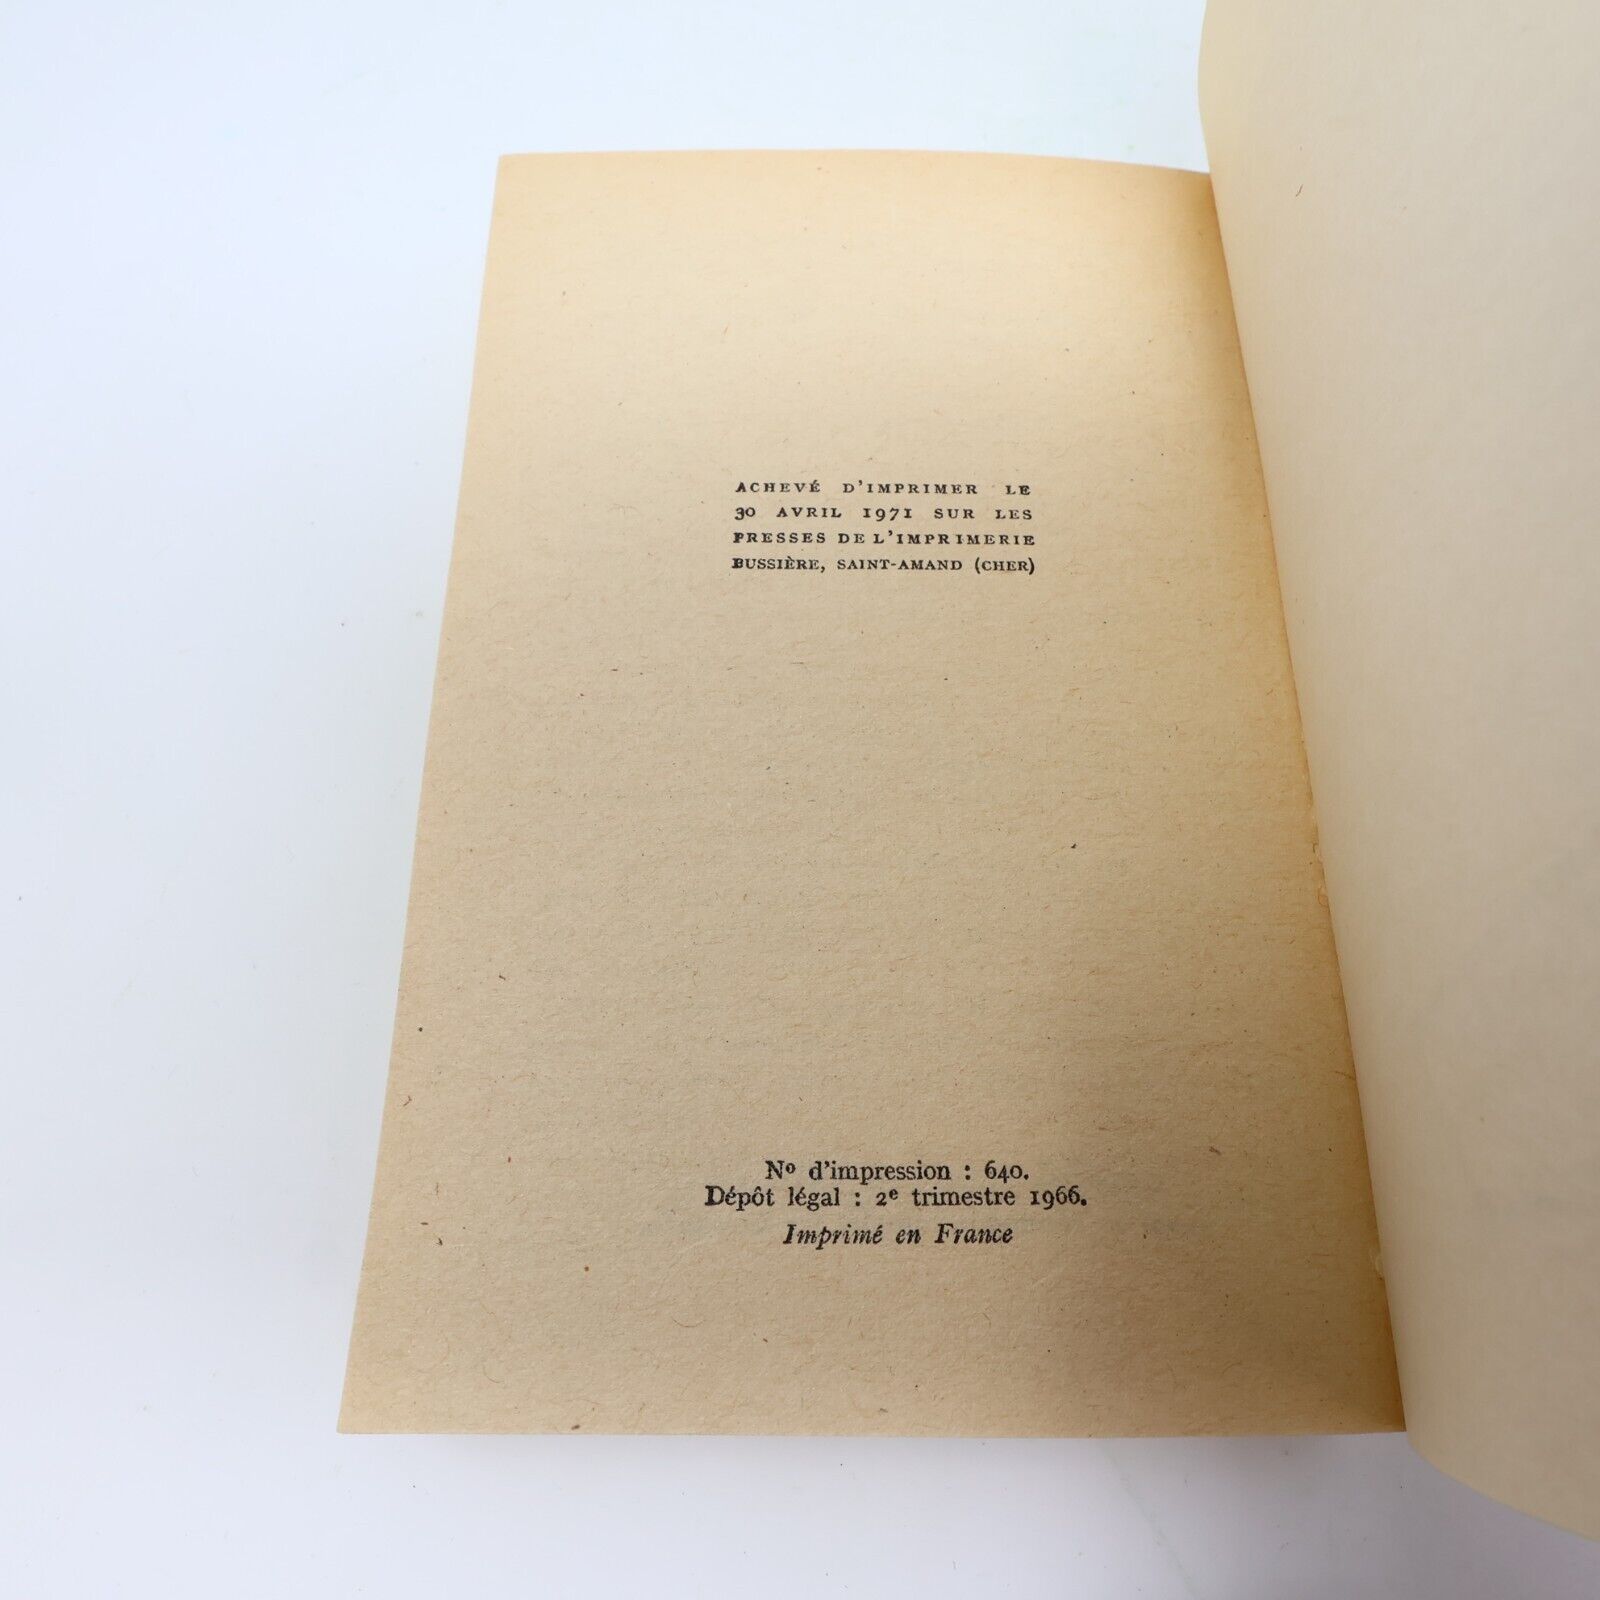 ACHEVÉ D'IMPRIMER LE
30 AVRIL 1971 SUR LES
PRESSES DE L'IMPRIMERIE
BUSSIÈRE, SAINT-AMAND (CHER)
Nº d'impression : 640.
Dépôt légal : 2e trimestre 1966.
Imprimé en France